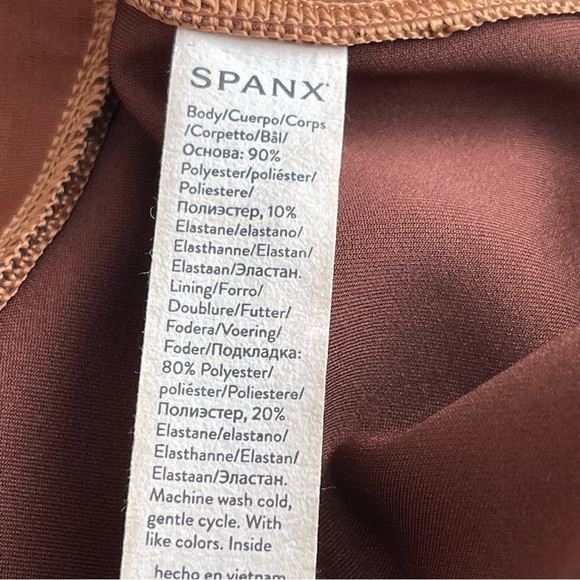 SPANX
Body/Cuerpo/Corps
/Corpetto/Bål/
Основа: 90%
Polyester/poliéster/
Poliestere/
Полиэстер, 10%
Elastane/elastano/
Elasthanne/Elastan/
Elastaan/Эластан.
Lining/Forro/
Doublure/Futter/
Fodera/Voering/
Foder/Подкладка:
80% Polyester/
poliéster/Poliestere/
Полиэстер, 20%
Elastane/elastano/
Elasthanne/Elastan/
Elastaan/Эластан.
Machine wash cold,
gentle cycle. With
like colors. Inside
hecho en vietnam